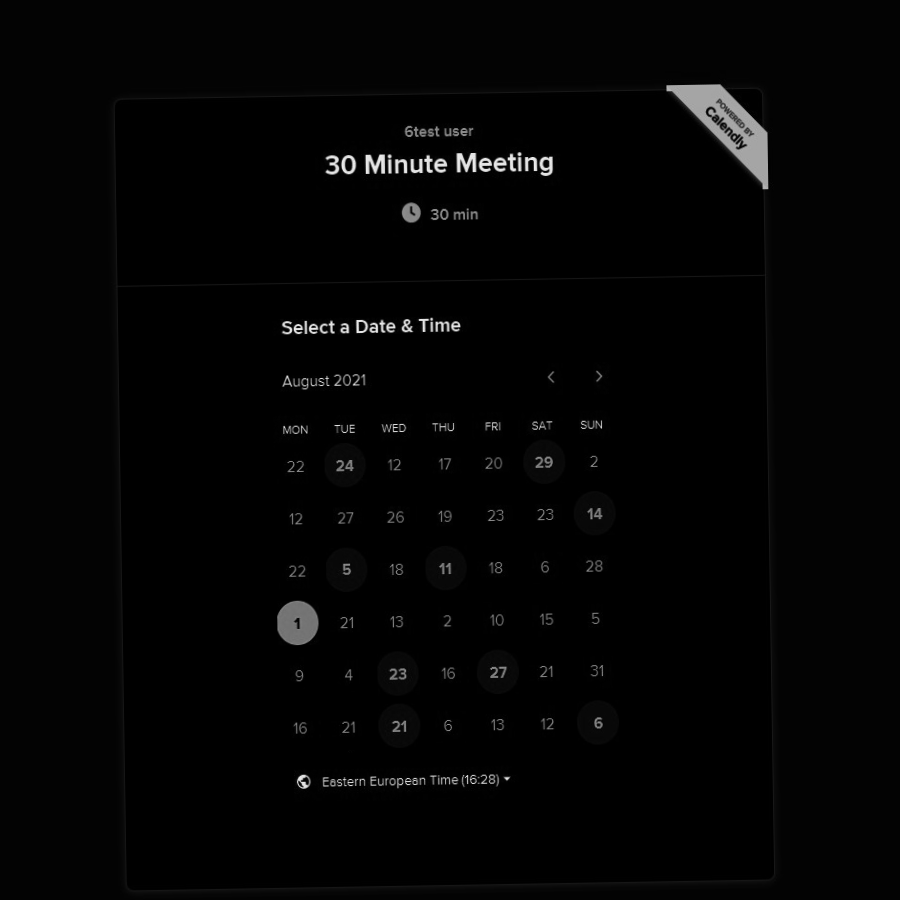 POWERED BY
Calendly
6test user
30 Minute Meeting
30 min
Select a Date & Time
August 2021
MON TUE WED THU FRI SAT SUN
22 24 12 17 20 29 2
12 27 26 19 23 23 14
22 5 18 11 18 6 28
1 21 13 2 10 15 5
9 4 23 16 27 21 31
16 21 21 6 13 12 6
Eastern European Time (16:28)